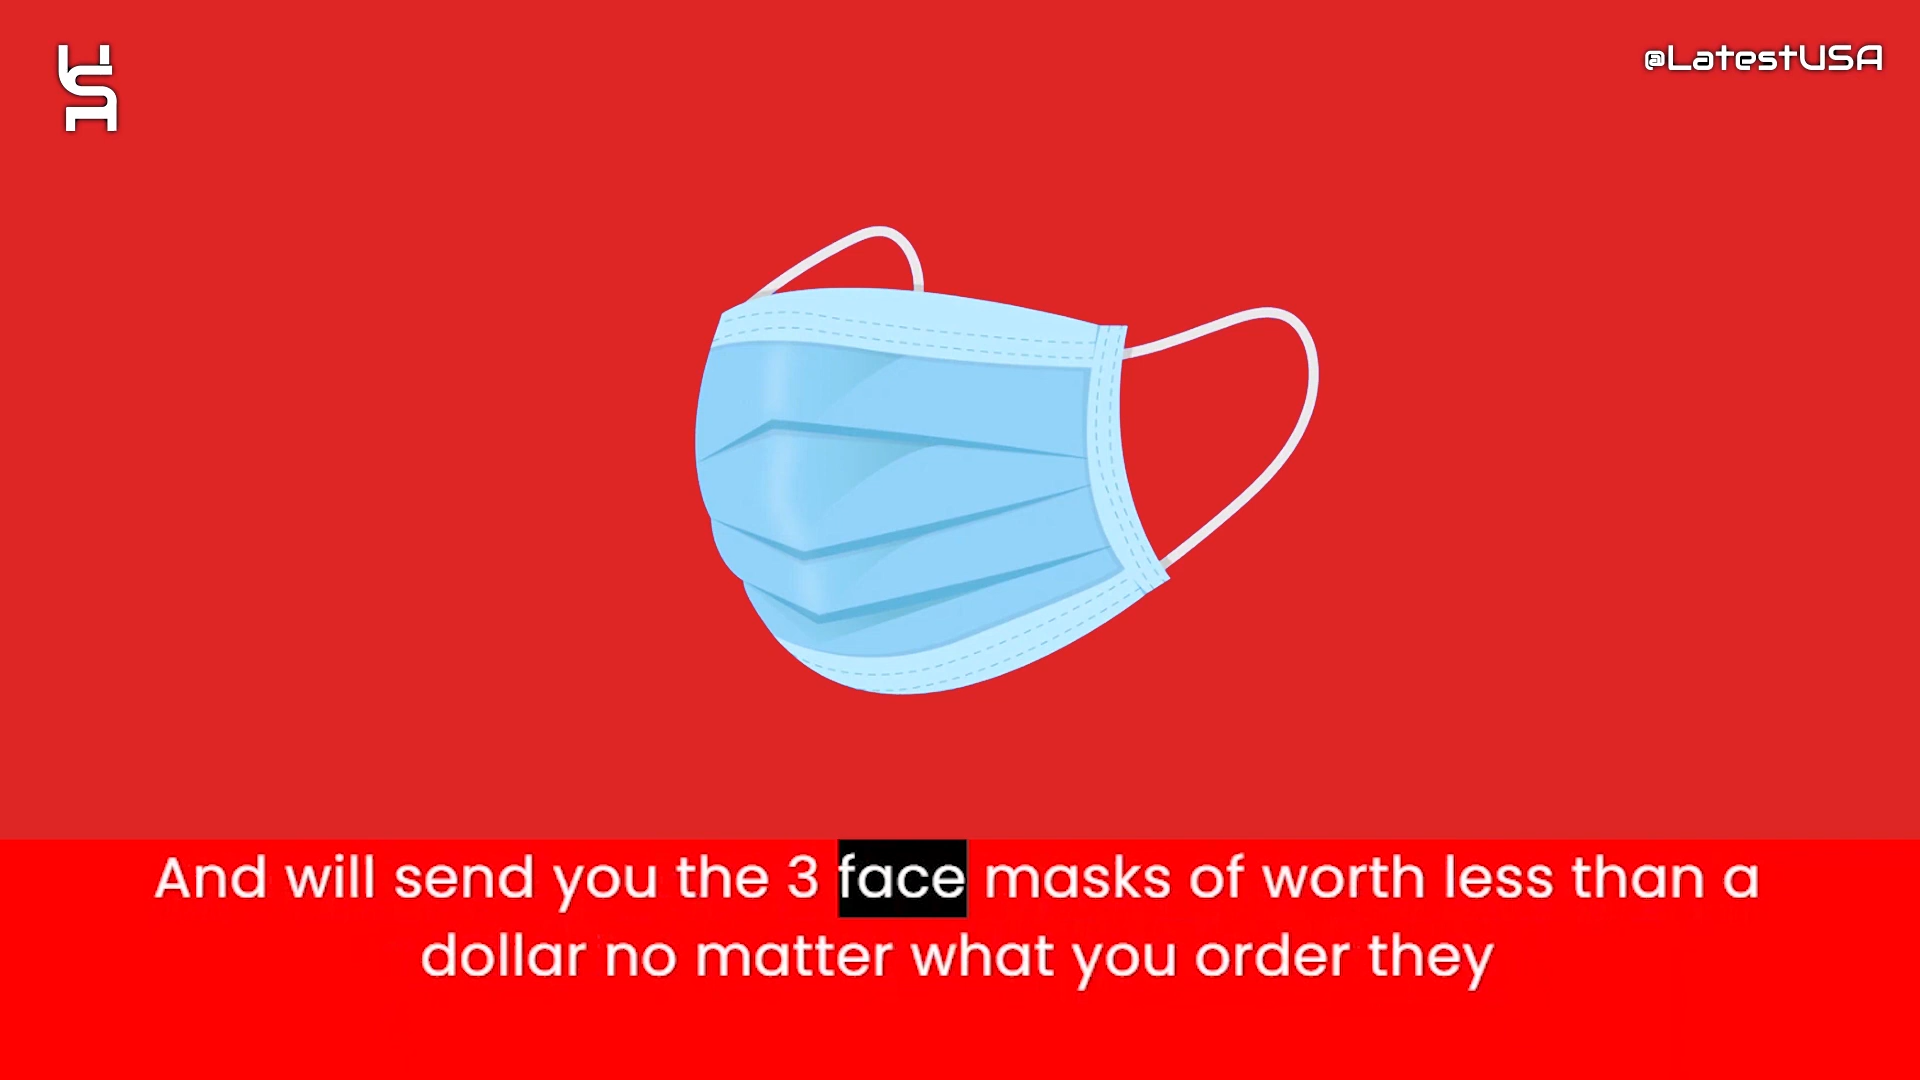 USA
@LatestUSA
And will send you the 3 face masks of worth less than a
dollar no matter what you order they